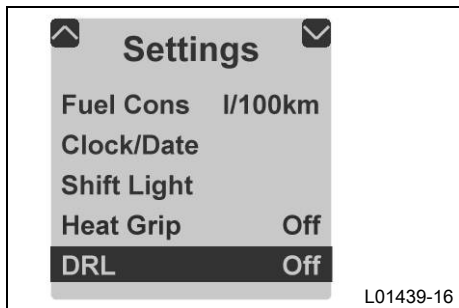 Settings
Fuel Cons l/100km
Clock/Date
Shift Light
Heat Grip Off
DRL Off
L01439-16